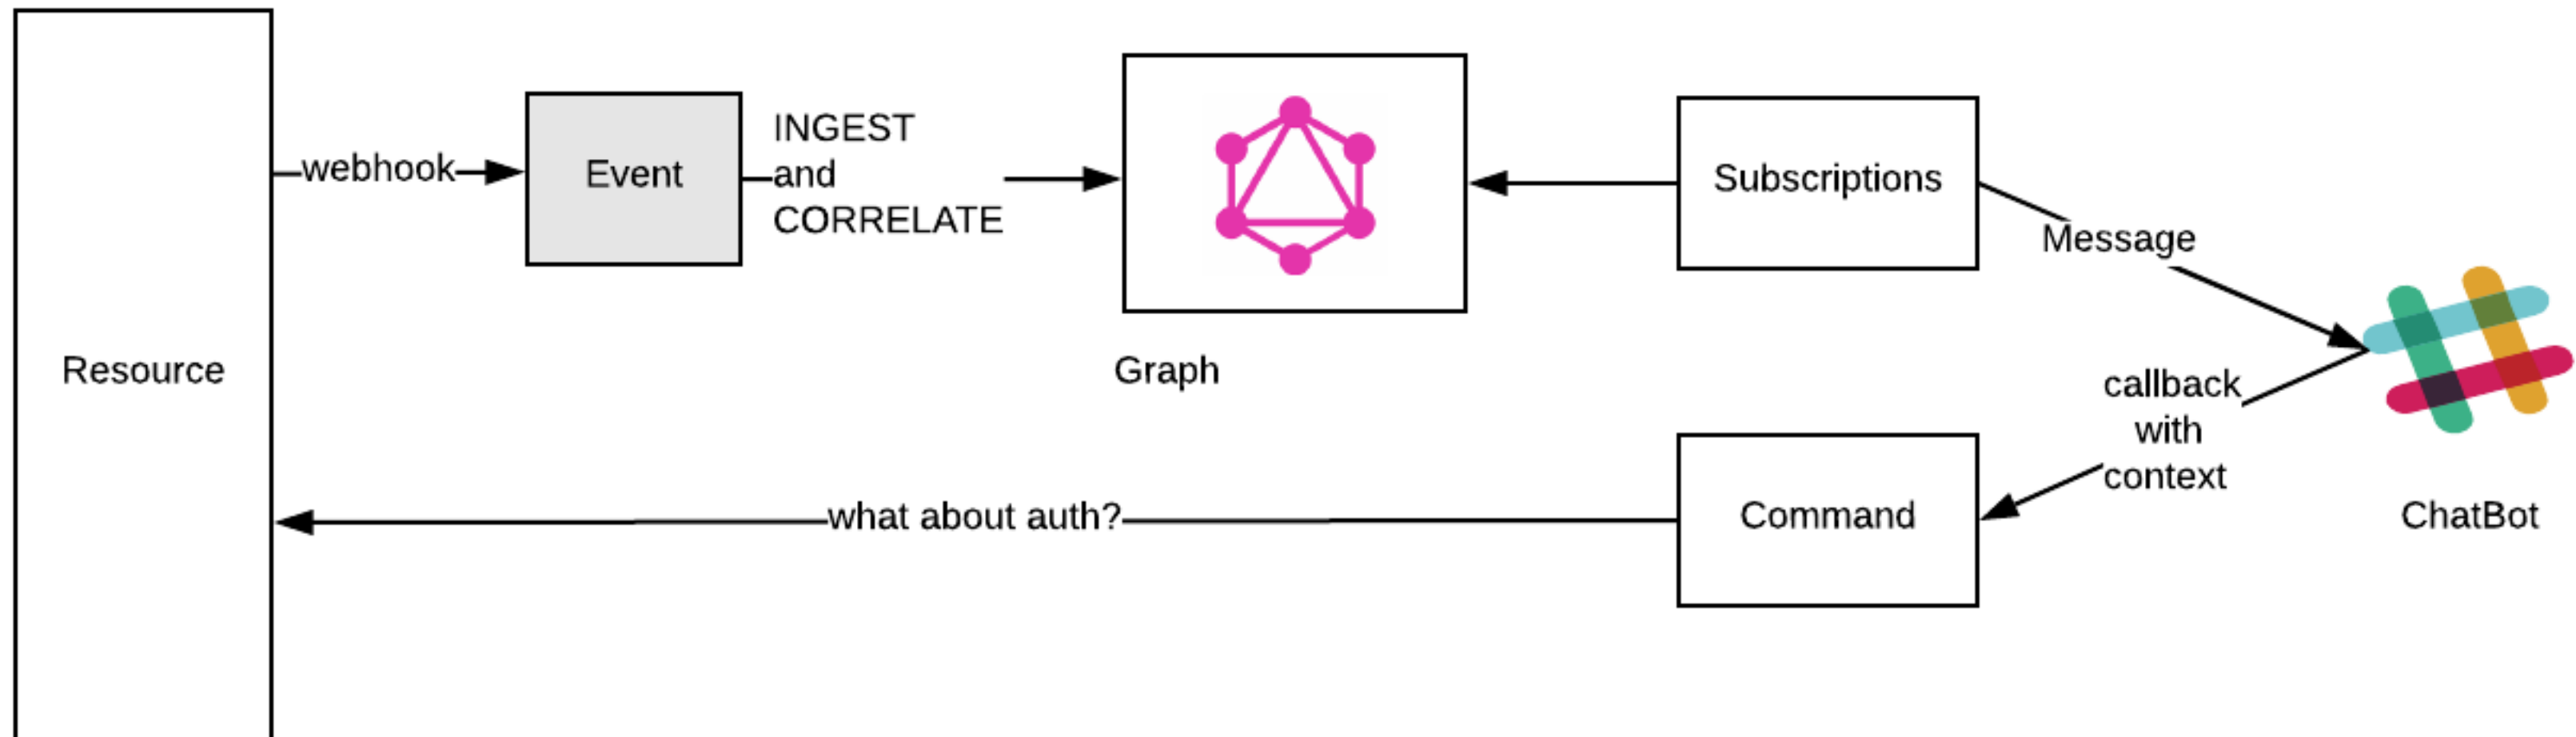 webhook
Event
INGEST
and
CORRELATE
Subscriptions
Message
Resource
Graph
callback
with
context
what about auth?
Command
ChatBot